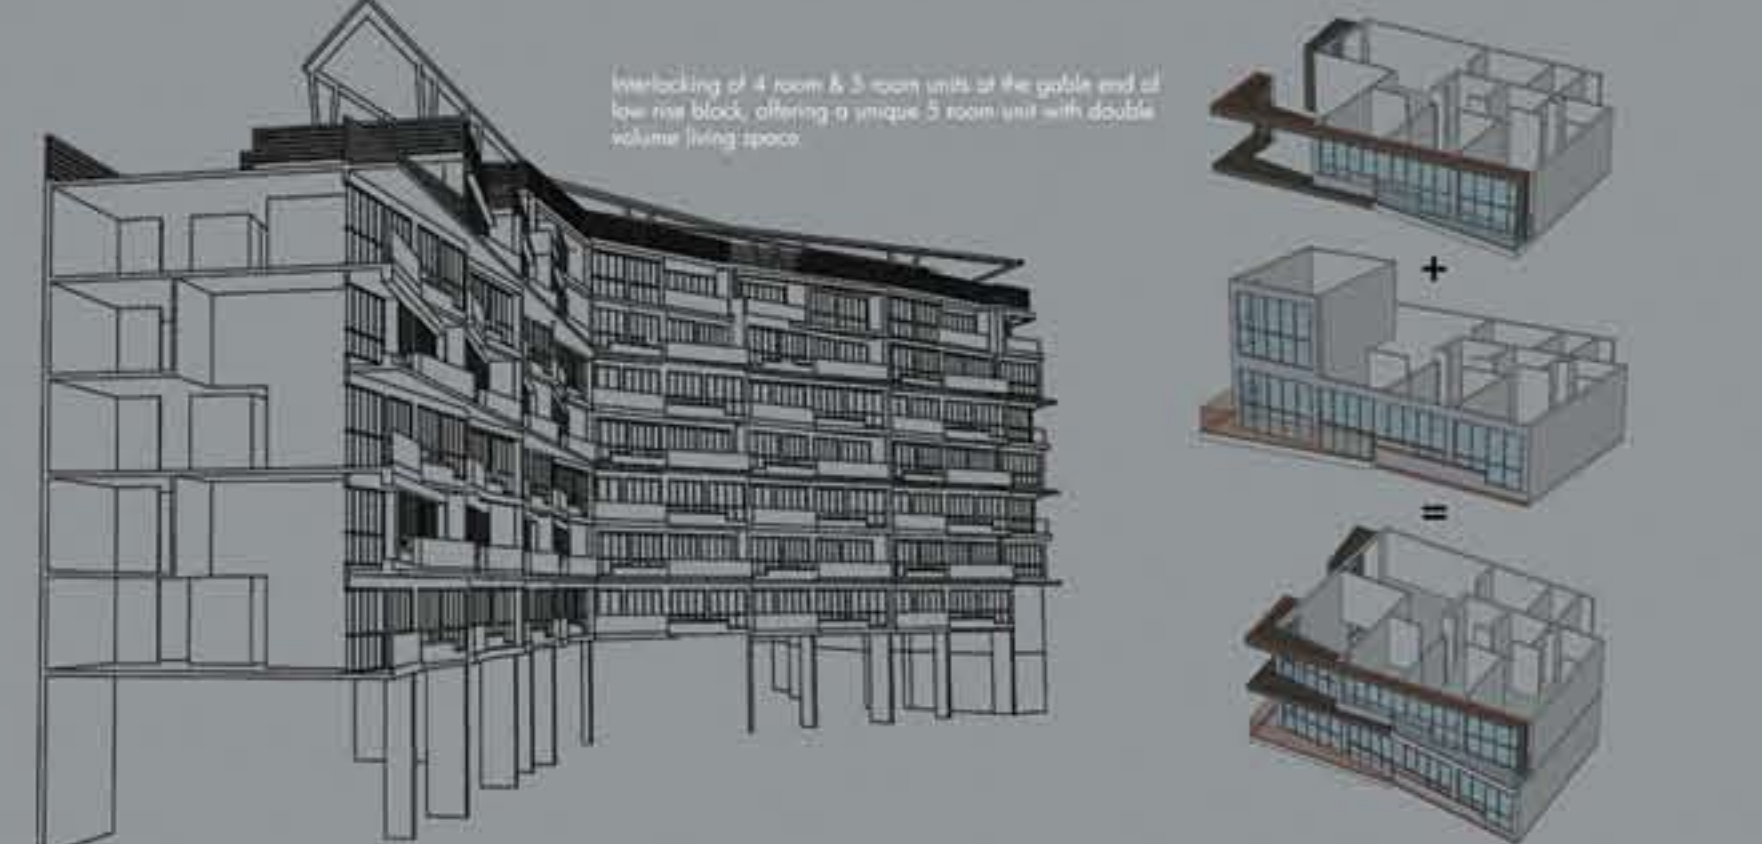 Interlocking of 4 room & 5 room units at the gable end of
low rise block, offering a unique 5 room unit with double
volume living space.
+
=